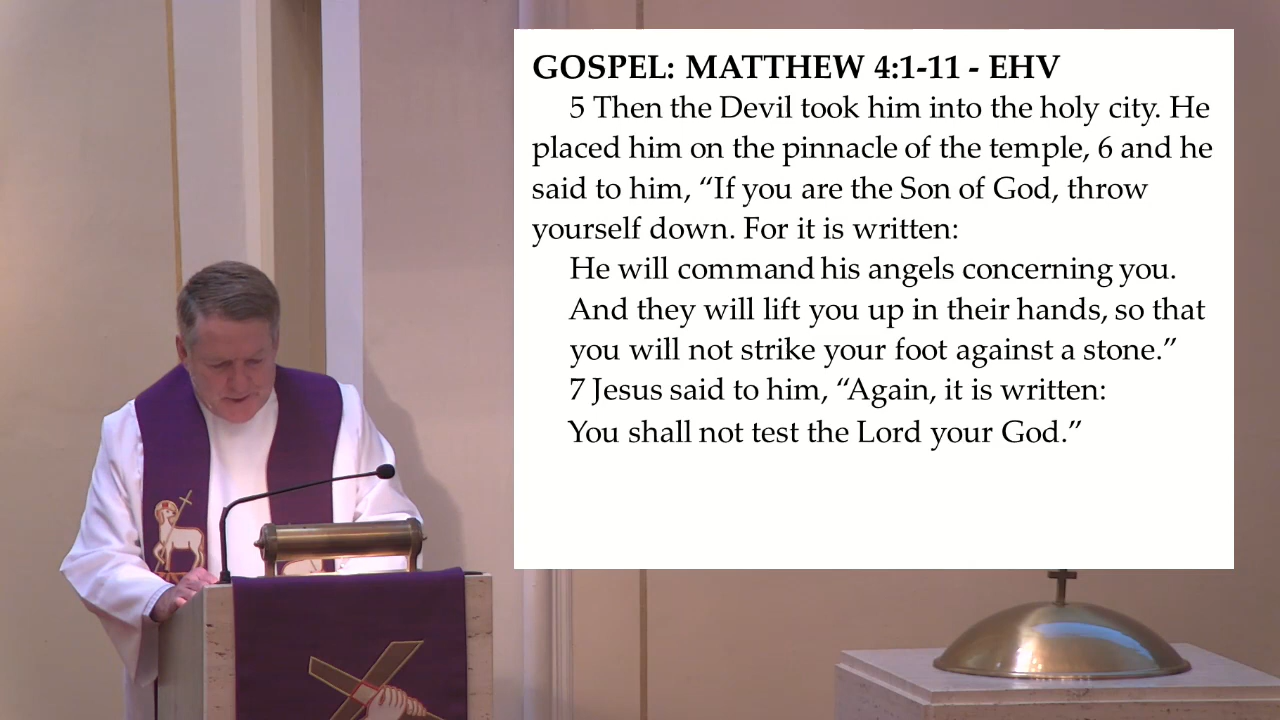 GOSPEL: MATTHEW 4:1-11 - EHV
5 Then the Devil took him into the holy city. He
placed him on the pinnacle of the temple, 6 and he
said to him, “If you are the Son of God, throw
yourself down. For it is written:
He will command his angels concerning you.
And they will lift you up in their hands, so that
you will not strike your foot against a stone.”
7 Jesus said to him, “Again, it is written:
You shall not test the Lord your God.”